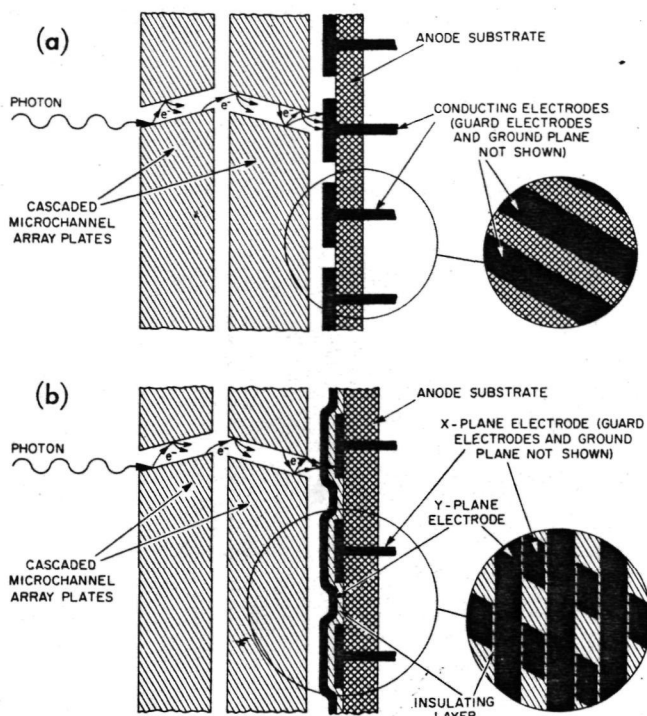 (a)
ANODE SUBSTRATE
PHOTON
e-
e-
e-
CONDUCTING ELECTRODES
(GUARD ELECTRODES
AND GROUND PLANE
NOT SHOWN)
CASCADED
MICROCHANNEL
ARRAY PLATES
(b)
ANODE SUBSTRATE
X-PLANE ELECTRODE (GUARD
ELECTRODES AND GROUND
PLANE NOT SHOWN)
PHOTON
e-
e-
e-
Y-PLANE
ELECTRODE
CASCADED
MICROCHANNEL
ARRAY PLATES
INSULATING
LAYER